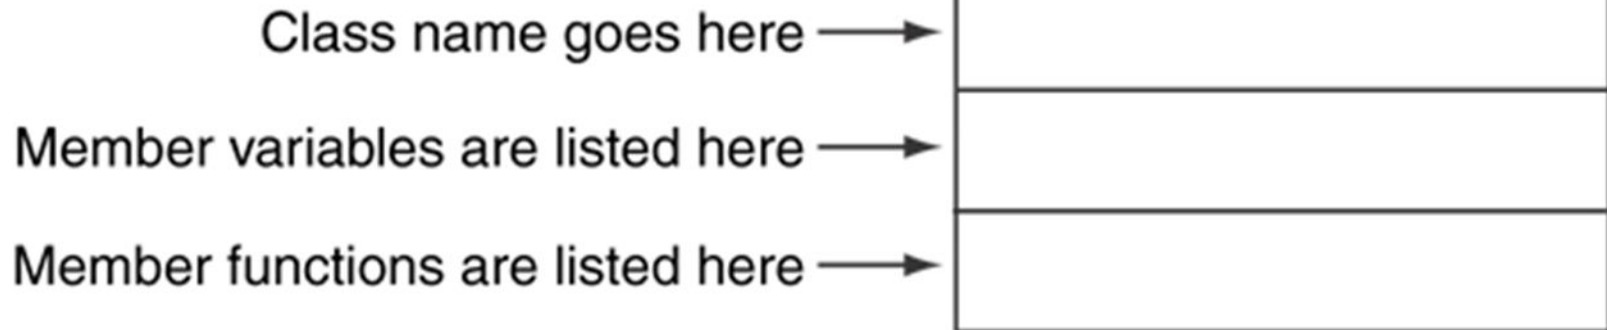 Class name goes here
Member variables are listed here
Member functions are listed here